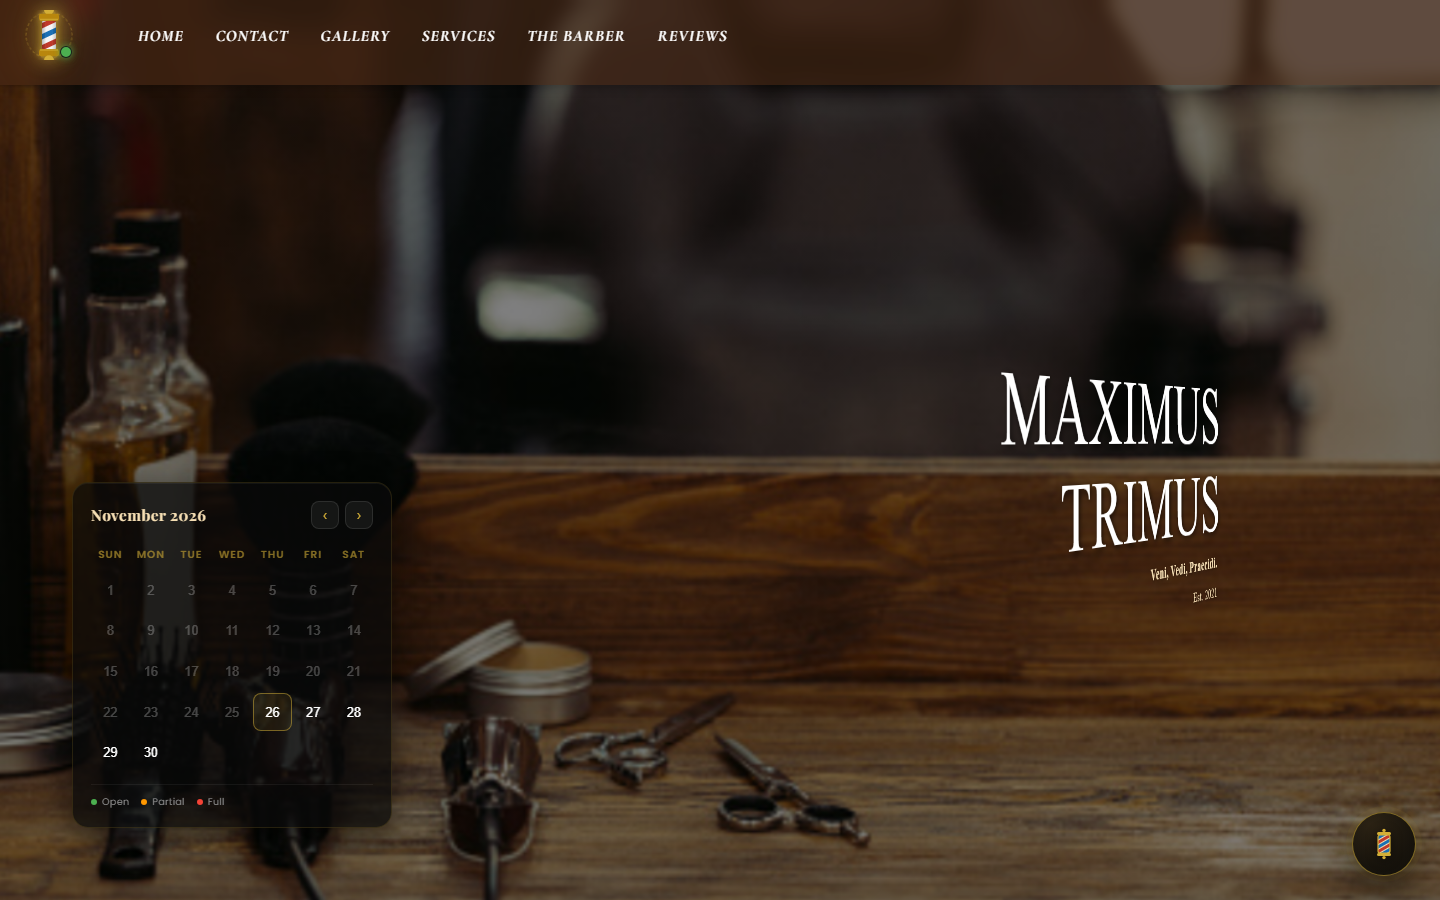 HOME CONTACT GALLERY SERVICES THE BARBER REVIEWS
MAXIMUS
TRIMUS
Veni, Vedi, Praecidi.
Est. 2021
November 2026 ‹ ›
SUN MON TUE WED THU FRI SAT
1 2 3 4 5 6 7
8 9 10 11 12 13 14
15 16 17 18 19 20 21
22 23 24 25 26 27 28
29 30
Open Partial Full